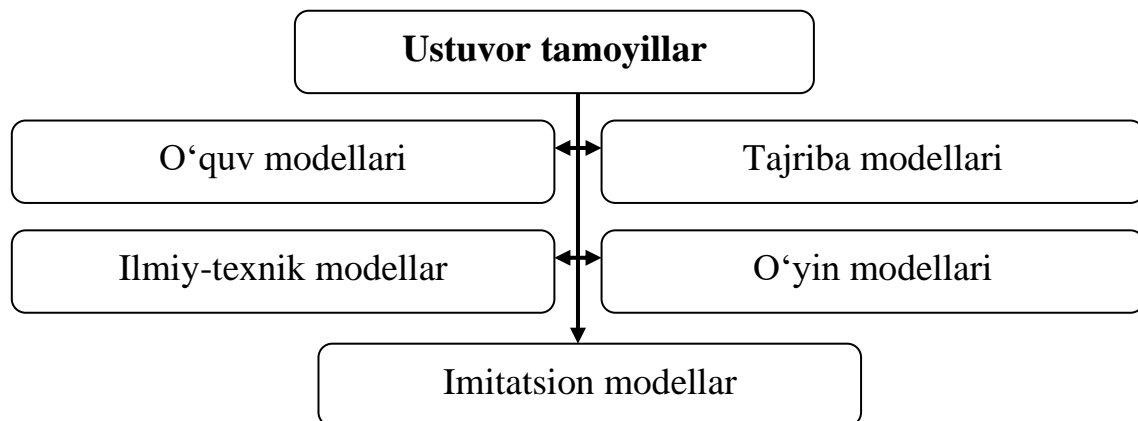 Ustuvor tamoyillar
O‘quv modellari
Tajriba modellari
Ilmiy-texnik modellar
O‘yin modellari
Imitatsion modellar